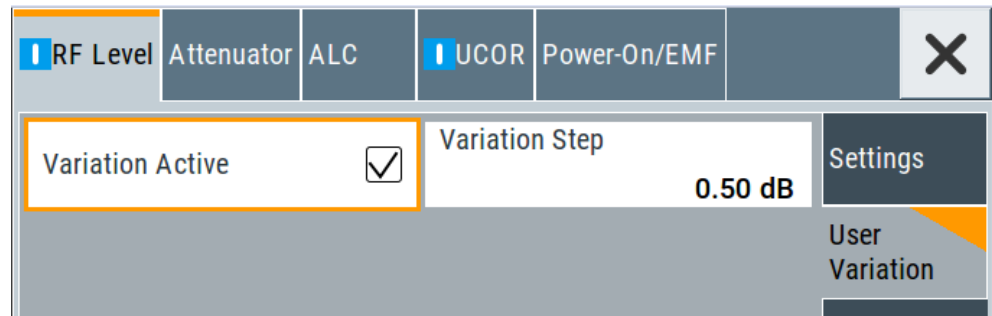 RF Level Attenuator ALC UCOR Power-On/EMF
Variation Active
Variation Step
0.50 dB
Settings
User
Variation